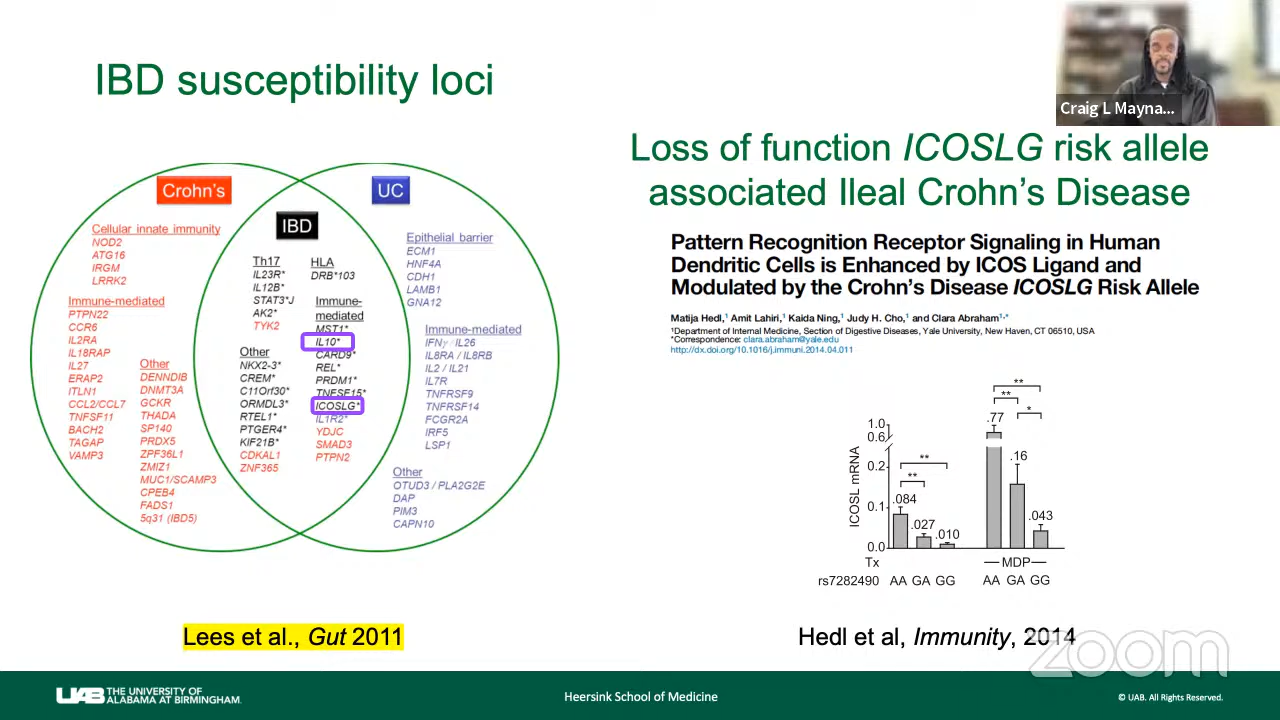 IBD susceptibility loci
Craig L Mayna...
Loss of function ICOSLG risk allele
associated Ileal Crohn's Disease
Crohn's
UC
IBD
Cellular innate immunity
NOD2
ATG16
IRGM
LRRK2
Immune-mediated
PTPN22
CCR6
IL2RA
IL18RAP
IL27
ERAP2
ITLN1
CCL2/CCL7
TNFSF11
BACH2
TAGAP
VAMP3
Other
DENNDIB
DNMT3A
GCKR
THADA
SP140
PRDX5
ZPF36L1
ZMIZ1
MUC1/SCAMP3
CPEB4
FADS1
5q31 (IBD5)
Th17
IL23R*
IL12B*
STAT3*J
AK2*
TYK2
Other
NKX2-3*
CREM*
C11Orf30*
ORMDL3*
RTEL1*
PTGER4*
KIF21B*
CDKAL1
ZNF365
HLA
DRB*103
Immune-
mediated
MST1*
IL10*
CARD9*
REL*
PRDM1*
TNFSF15*
ICOSLG*
IL1R2*
YDJC
SMAD3
PTPN2
Epithelial barrier
ECM1
HNF4A
CDH1
LAMB1
GNA12
Immune-mediated
IFNγ / IL26
IL8RA / IL8RB
IL2 / IL21
IL7R
TNFRSF9
TNFRSF14
FCGR2A
IRF5
LSP1
Other
OTUD3 / PLA2G2E
DAP
PIM3
CAPN10
Pattern Recognition Receptor Signaling in Human
Dendritic Cells is Enhanced by ICOS Ligand and
Modulated by the Crohn's Disease ICOSLG Risk Allele
Matija Hedl,1 Amit Lahiri,1 Kaida Ning,1 Judy H. Cho,1 and Clara Abraham1,*
1Department of Internal Medicine, Section of Digestive Diseases, Yale University, New Haven, CT 06510, USA
*Correspondence: clara.abraham@yale.edu
http://dx.doi.org/10.1016/j.immuni.2014.04.011
ICOSL mRNA
1.0
0.6
0.2
0.1
0.0
** ** ** ** *
.084 .027 .010 .77 .16 .043
Tx —MDP—
rs7282490 AA GA GG AA GA GG
Lees et al., Gut 2011
Hedl et al, Immunity, 2014
zoom
UAB THE UNIVERSITY OF
ALABAMA AT BIRMINGHAM.
Heersink School of Medicine
© UAB. All Rights Reserved.